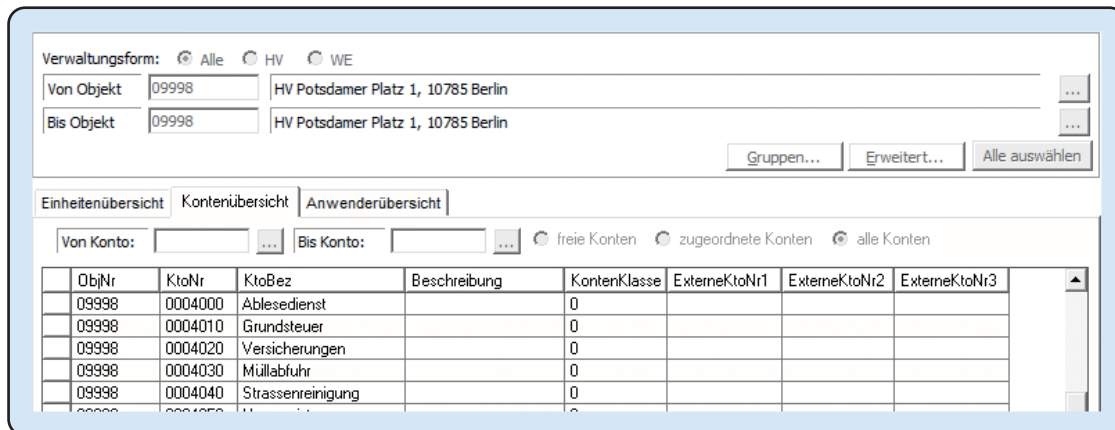 Verwaltungsform: Alle HV WE
Von Objekt 09998 HV Potsdamer Platz 1, 10785 Berlin ...
Bis Objekt 09998 HV Potsdamer Platz 1, 10785 Berlin ...
Gruppen... Erweitert... Alle auswählen
Einheitenübersicht Kontenübersicht Anwenderübersicht
Von Konto: ... Bis Konto: ... freie Konten zugeordnete Konten alle Konten
ObjNr KtoNr KtoBez Beschreibung KontenKlasse ExterneKtoNr1 ExterneKtoNr2 ExterneKtoNr3
09998 0004000 Ablesedienst 0
09998 0004010 Grundsteuer 0
09998 0004020 Versicherungen 0
09998 0004030 Müllabfuhr 0
09998 0004040 Strassenreinigung 0